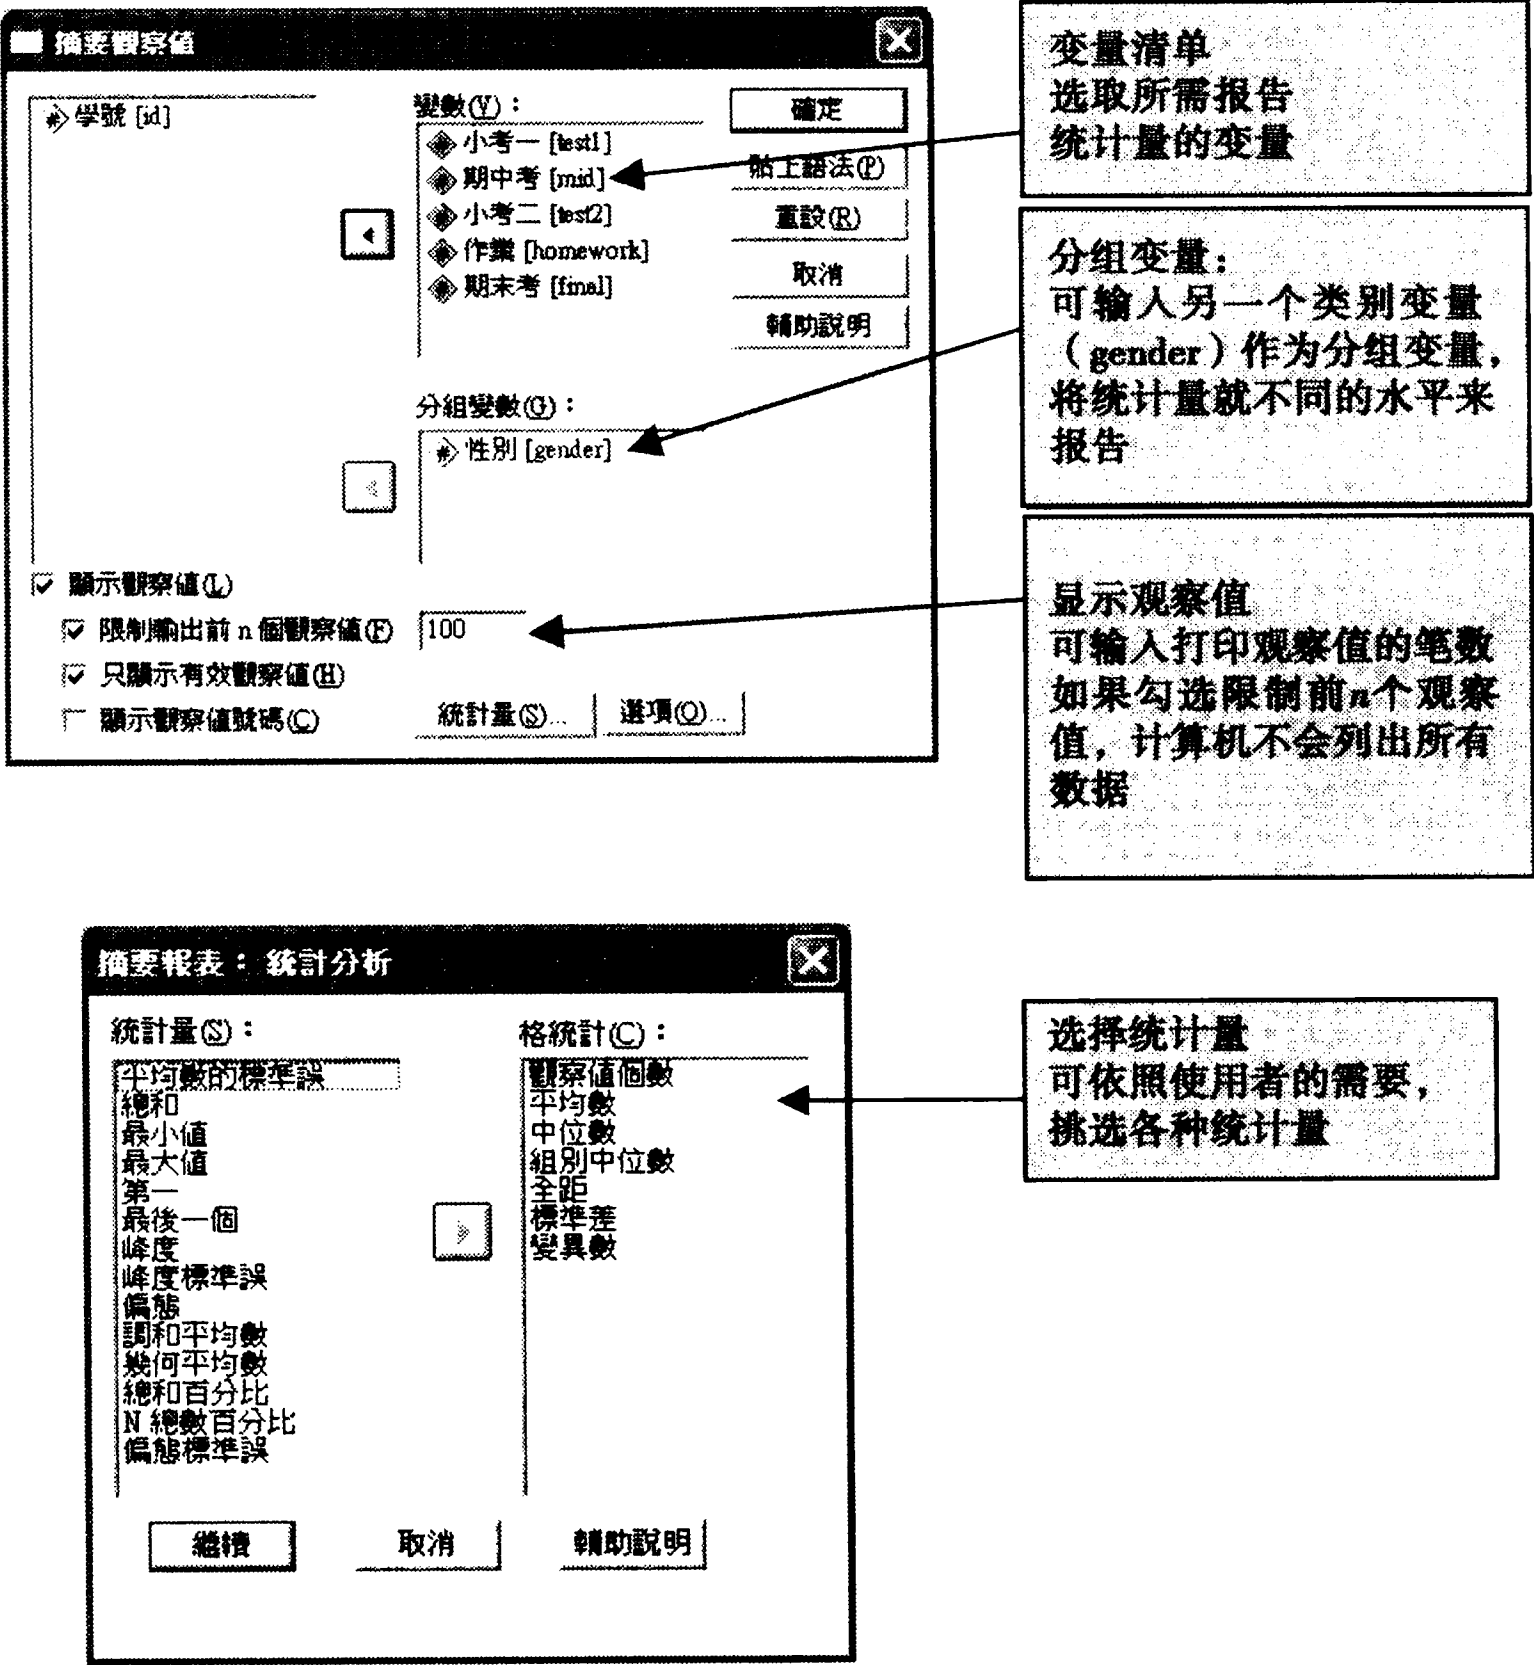 摘要觀察值
學號 [id]
變數(V)：
小考一 [test1]
期中考 [mid]
小考二 [test2]
作業 [homework]
期末考 [final]
確定
貼上語法(P)
重設(R)
取消
輔助說明
分組變數(G)：
性別 [gender]
顯示觀察值(L)
限制輸出前 n 個觀察值(F)
100
只顯示有效觀察值(H)
顯示觀察值號碼(C)
統計量(S)...
選項(O)...
变量清单
选取所需报告
统计量的变量
分组变量：
可输入另一个类别变量
（gender）作为分组变量，
将统计量就不同的水平来
报告
显示观察值
可输入打印观察值的笔数
如果勾选限制前n个观察
值，计算机不会列出所有
数据
摘要報表：統計分析
統計量(S)：
平均數的標準誤
總和
最小值
最大值
第一
最後一個
峰度
峰度標準誤
偏態
調和平均數
幾何平均數
總和百分比
N 總數百分比
偏態標準誤
格統計(C)：
觀察值個數
平均數
中位數
組別中位數
全距
標準差
變異數
繼續
取消
輔助說明
选择统计量
可依照使用者的需要，
挑选各种统计量